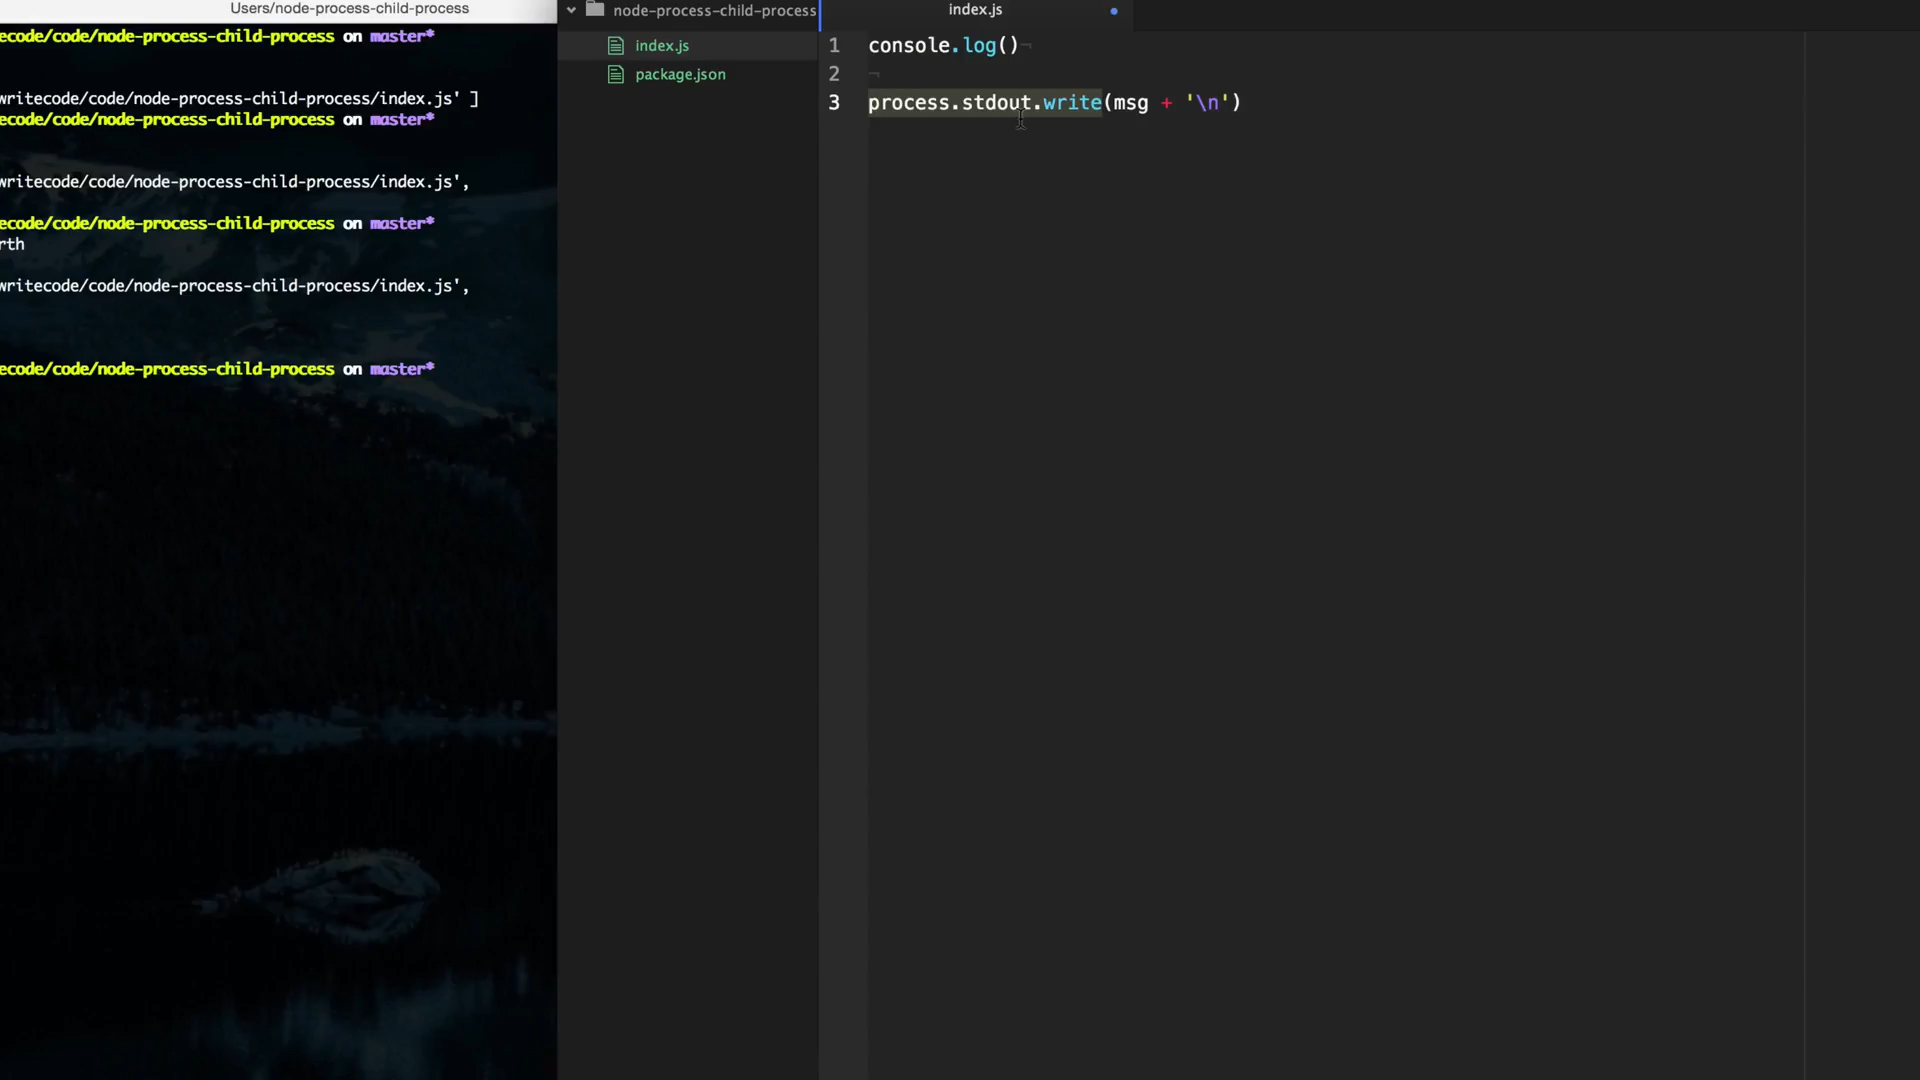 Users/node-process-child-process
ecode/code/node-process-child-process on master*
writecode/code/node-process-child-process/index.js' ]
ecode/code/node-process-child-process on master*
writecode/code/node-process-child-process/index.js',
ecode/code/node-process-child-process on master*
rth
writecode/code/node-process-child-process/index.js',
ecode/code/node-process-child-process on master*
node-process-child-process
index.js
package.json
index.js
1 console.log()¬
2 ¬
3 process.stdout.write(msg + '\n')